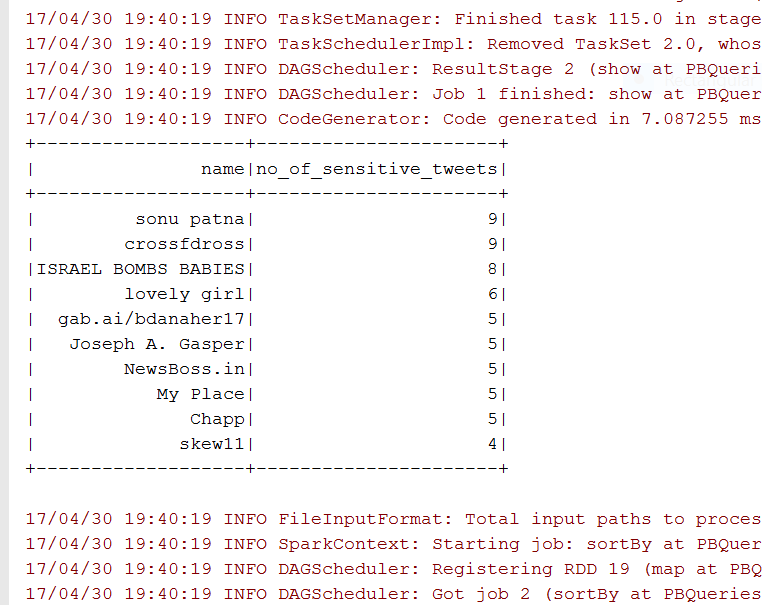 17/04/30 19:40:19 INFO TaskSetManager: Finished task 115.0 in stage
17/04/30 19:40:19 INFO TaskSchedulerImpl: Removed TaskSet 2.0, whos
17/04/30 19:40:19 INFO DAGScheduler: ResultStage 2 (show at PBQueri
17/04/30 19:40:19 INFO DAGScheduler: Job 1 finished: show at PBQuer
17/04/30 19:40:19 INFO CodeGenerator: Code generated in 7.087255 ms
+-------------------+----------------------+
|               name|no_of_sensitive_tweets|
+-------------------+----------------------+
|         sonu patna|                     9|
|        crossfdross|                     9|
|ISRAEL BOMBS BABIES|                     8|
|        lovely girl|                     6|
|  gab.ai/bdanaher17|                     5|
|   Joseph A. Gasper|                     5|
|        NewsBoss.in|                     5|
|           My Place|                     5|
|              Chapp|                     5|
|             skew11|                     4|
+-------------------+----------------------+
17/04/30 19:40:19 INFO FileInputFormat: Total input paths to proces
17/04/30 19:40:19 INFO SparkContext: Starting job: sortBy at PBQuer
17/04/30 19:40:19 INFO DAGScheduler: Registering RDD 19 (map at PBQ
17/04/30 19:40:19 INFO DAGScheduler: Got job 2 (sortBy at PBQueries